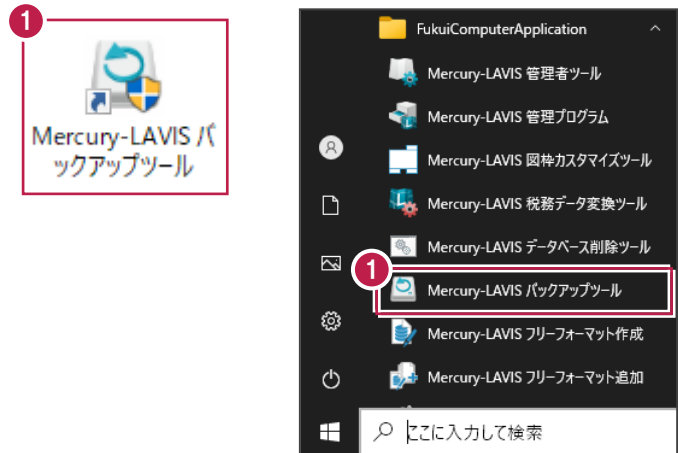 1
Mercury-LAVIS バ
ックアップツール
FukuiComputerApplication
Mercury-LAVIS 管理者ツール
Mercury-LAVIS 管理プログラム
Mercury-LAVIS 図枠カスタマイズツール
Mercury-LAVIS 税務データ変換ツール
Mercury-LAVIS データベース削除ツール
1
Mercury-LAVIS バックアップツール
Mercury-LAVIS フリーフォーマット作成
Mercury-LAVIS フリーフォーマット追加
ここに入力して検索